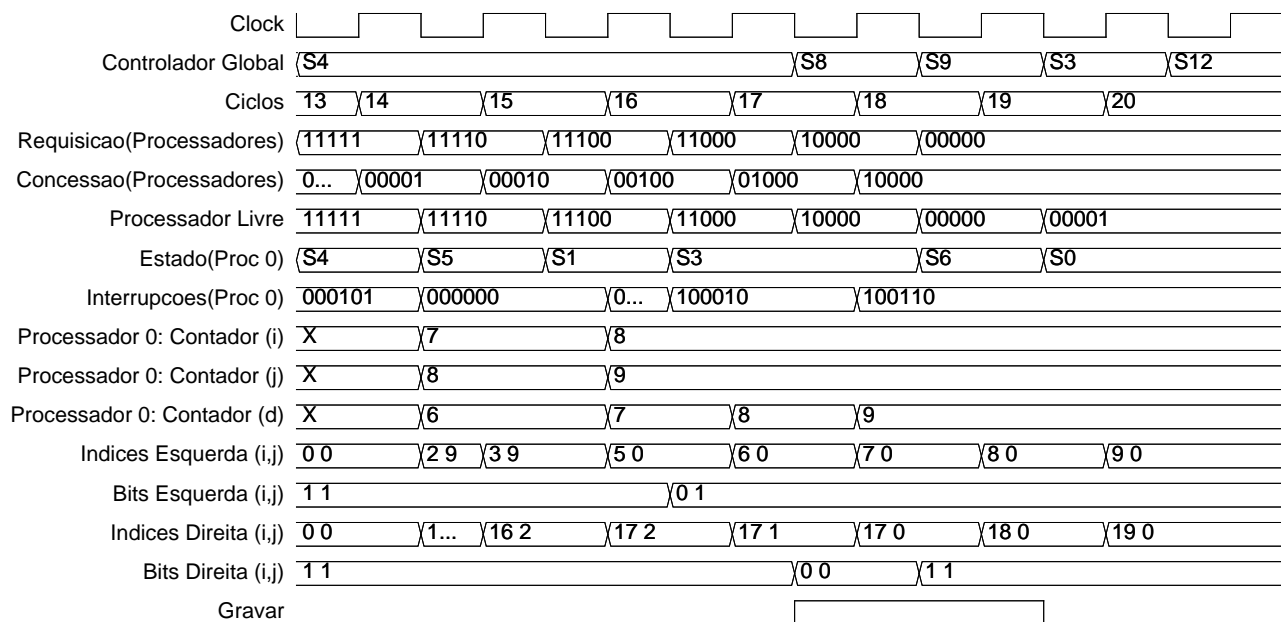 Clock
Controlador Global S4 S8 S9 S3 S12
Ciclos 13 14 15 16 17 18 19 20
Requisicao(Processadores) 11111 11110 11100 11000 10000 00000
Concessao(Processadores) 0... 00001 00010 00100 01000 10000
Processador Livre 11111 11110 11100 11000 10000 00000 00001
Estado(Proc 0) S4 S5 S1 S3 S6 S0
Interrupcoes(Proc 0) 000101 000000 0... 100010 100110
Processador 0: Contador (i) X 7 8
Processador 0: Contador (j) X 8 9
Processador 0: Contador (d) X 6 7 8 9
Indices Esquerda (i,j) 0 0 2 9 3 9 5 0 6 0 7 0 8 0 9 0
Bits Esquerda (i,j) 1 1 0 1
Indices Direita (i,j) 0 0 1... 16 2 17 2 17 1 17 0 18 0 19 0
Bits Direita (i,j) 1 1 0 0 1 1
Gravar